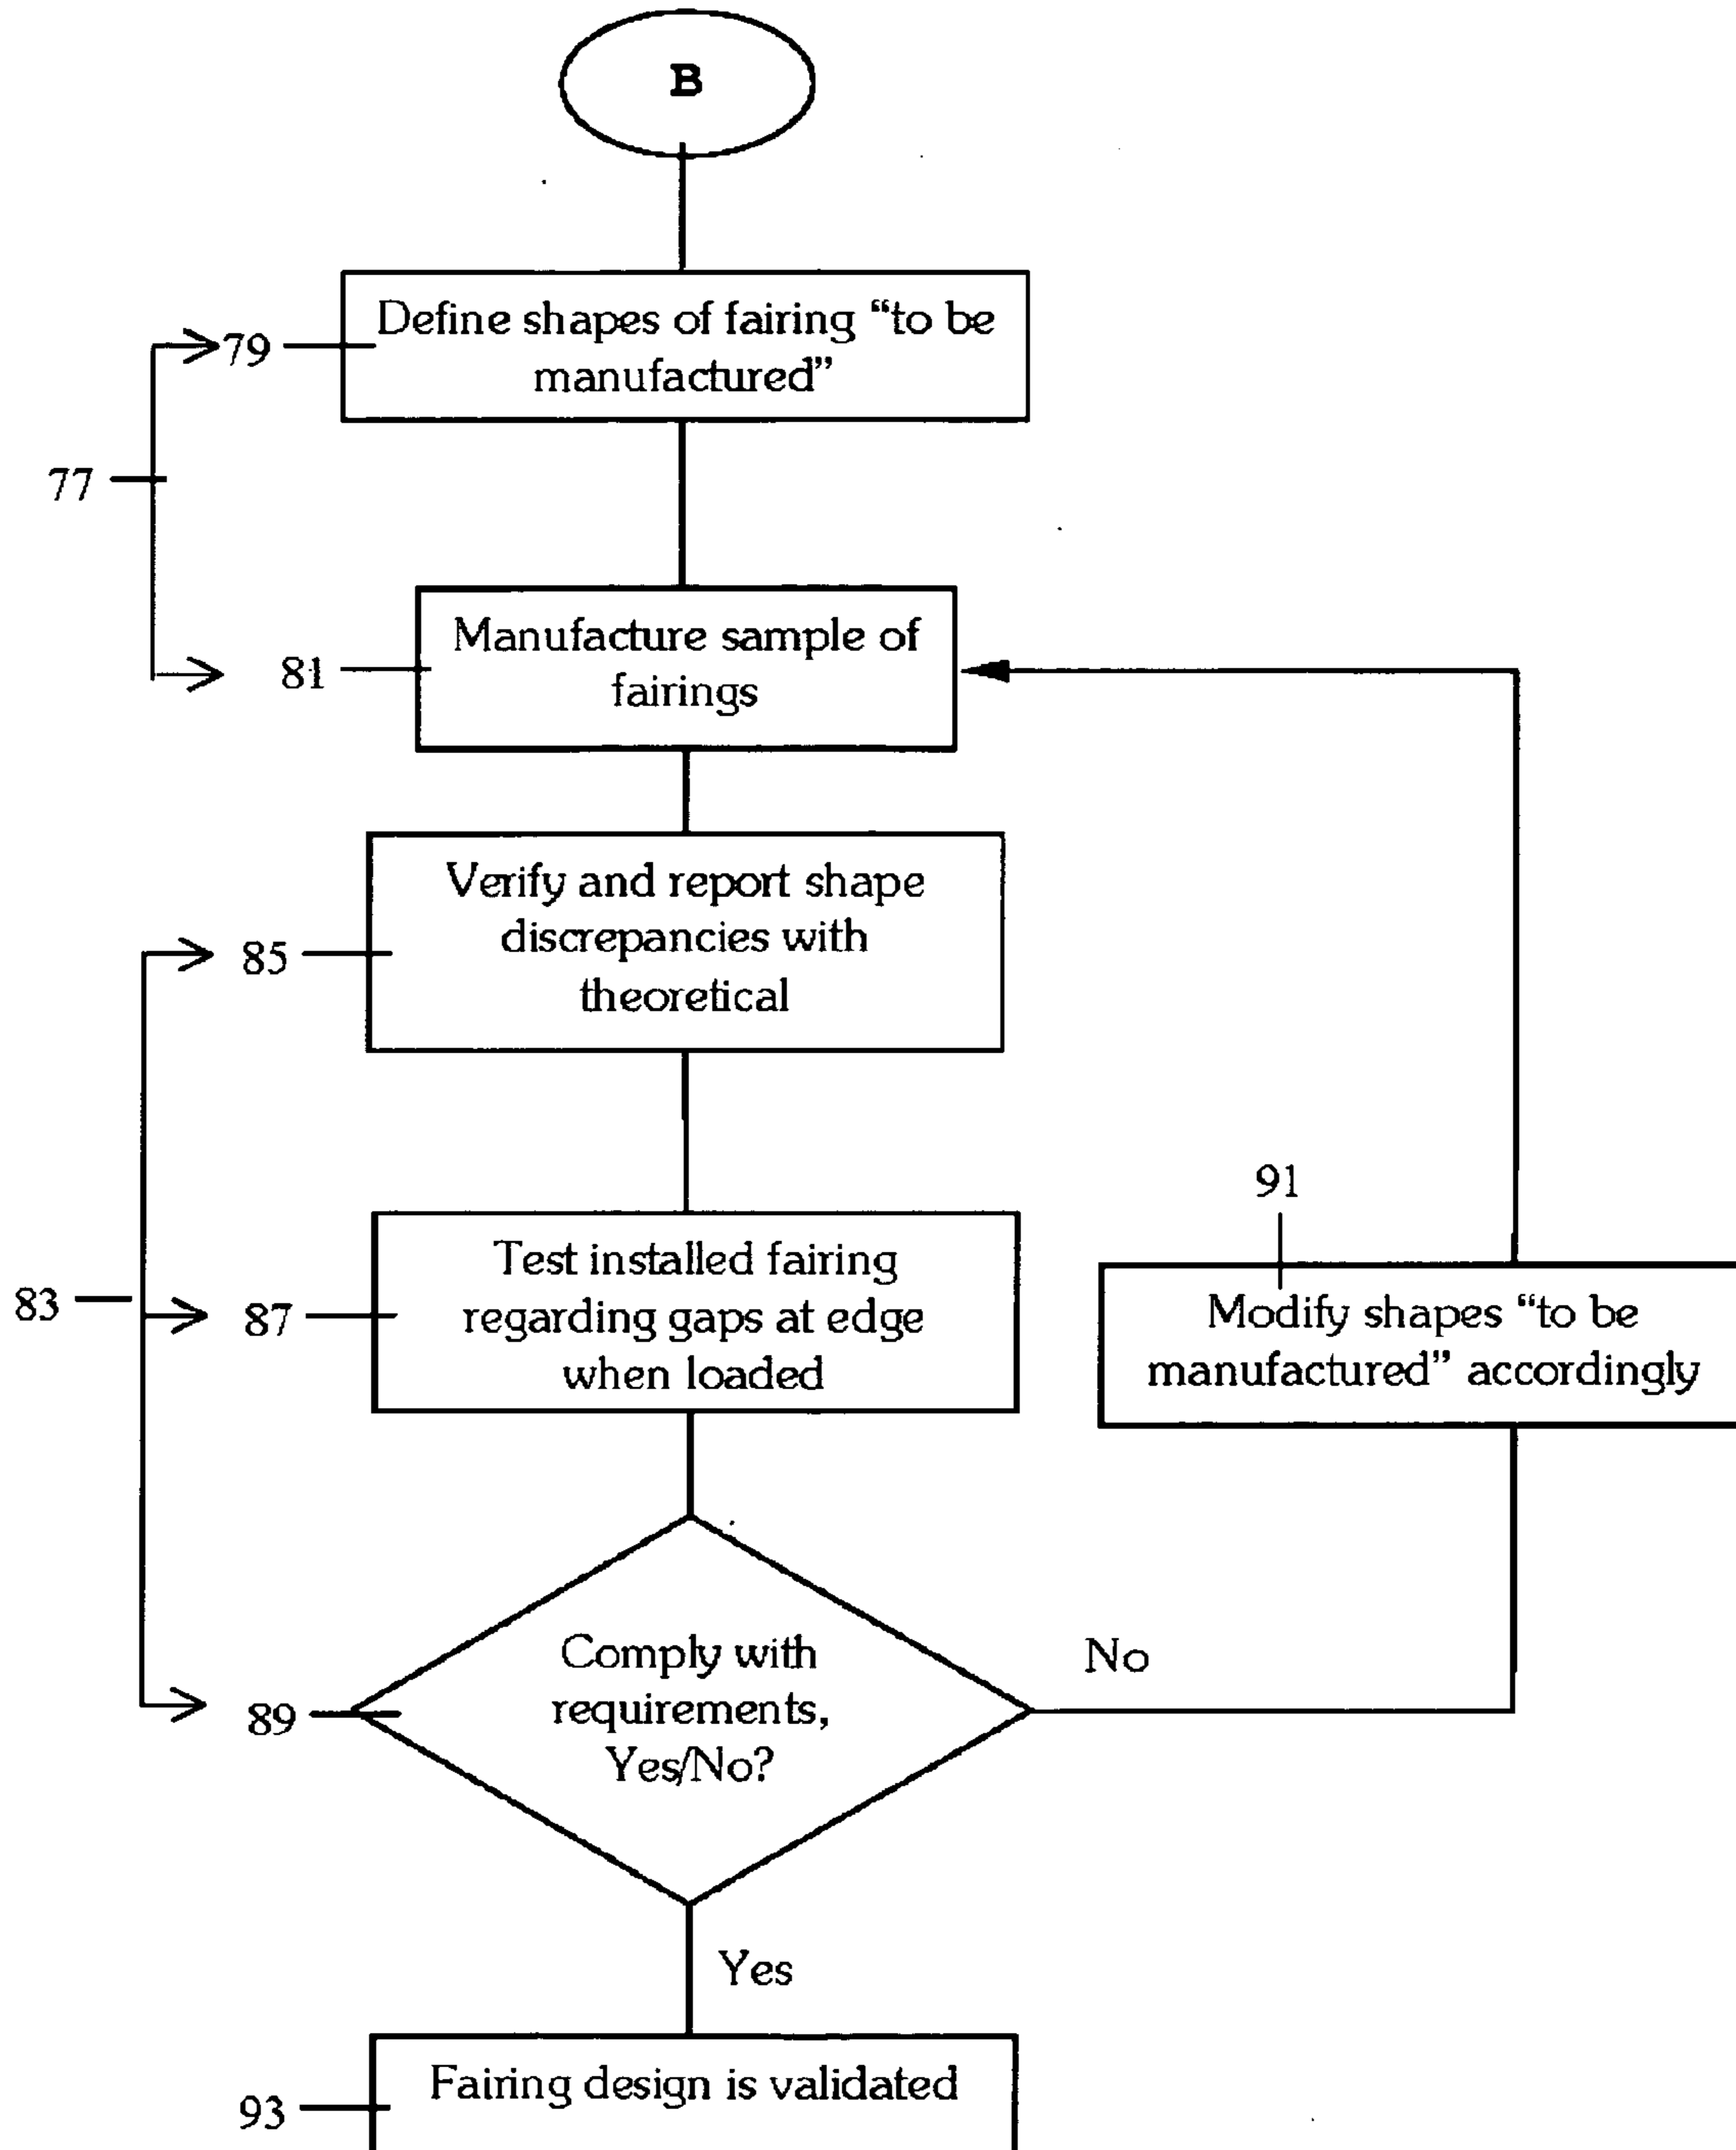 B
79
Define shapes of fairing “to be
manufactured”
77
81
Manufacture sample of
fairings
85
Verify and report shape
discrepancies with
theoretical
83
87
Test installed fairing
regarding gaps at edge
when loaded
91
Modify shapes “to be
manufactured” accordingly
89
Comply with
requirements,
Yes/No?
No
Yes
93
Fairing design is validated